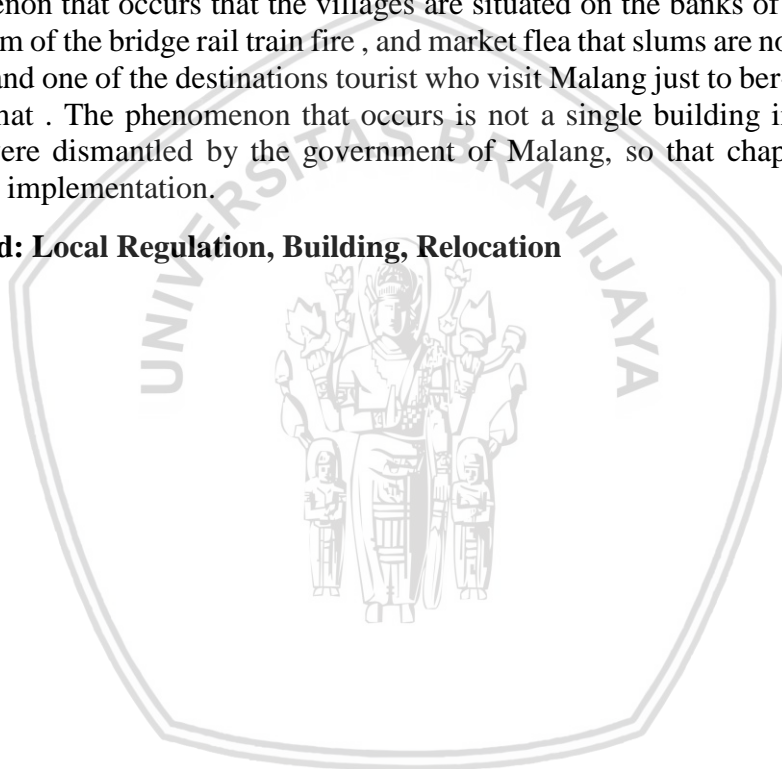 enon that occurs that the villages are situated on the banks of
m of the bridge rail train fire , and market flea that slums are no
and one of the destinations tourist who visit Malang just to ber-
hat . The phenomenon that occurs is not a single building i
ere dismantled by the government of Malang, so that chap
implementation.
d: Local Regulation, Building, Relocation
UNIVERSITAS BRAWIJAYA